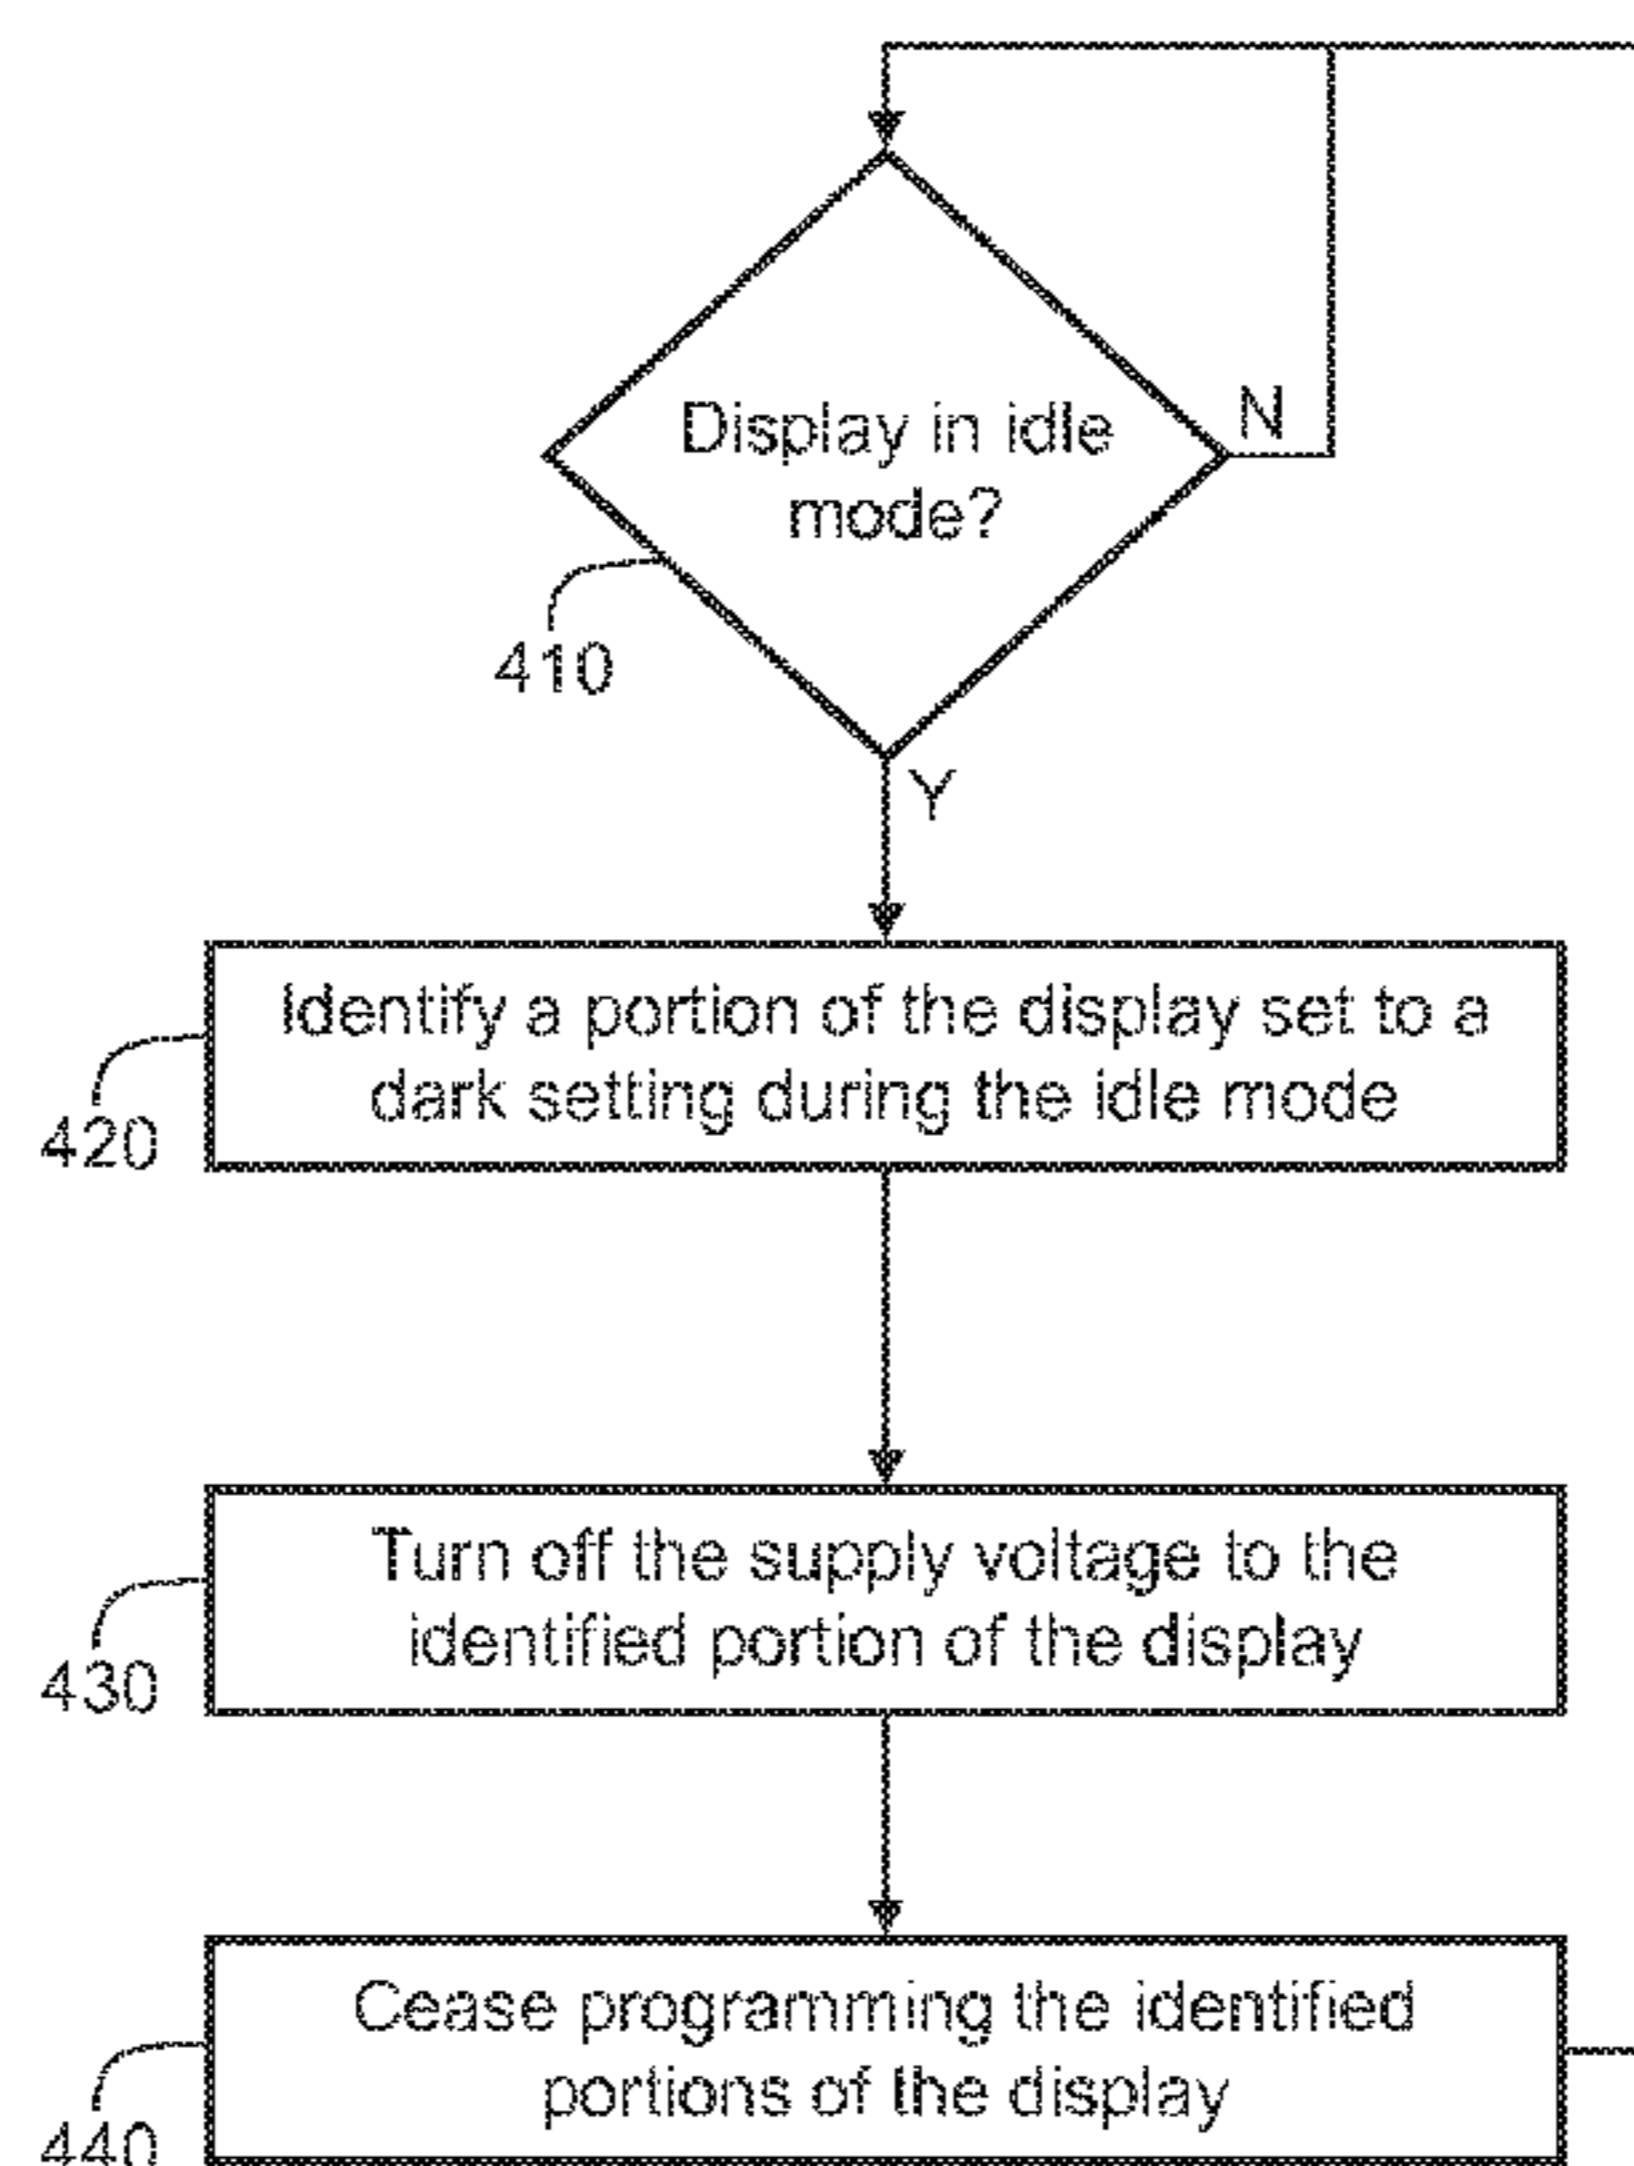 Display in idle
mode?
N
410
Y
Identify a portion of the display set to a
dark setting during the idle mode
420
Turn off the supply voltage to the
identified portion of the display
430
Cease programming the identified
portions of the display
440